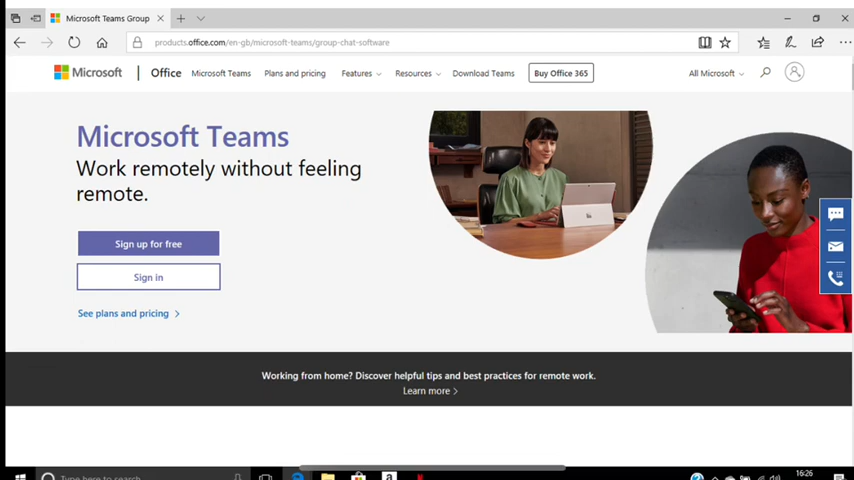 Microsoft Teams Group
products.office.com/en-gb/microsoft-teams/group-chat-software
Microsoft Office Microsoft Teams Plans and pricing Features Resources Download Teams Buy Office 365 All Microsoft
Microsoft Teams
Work remotely without feeling
remote.
Sign up for free
Sign in
See plans and pricing
Working from home? Discover helpful tips and best practices for remote work.
Learn more
Type here to search
16:26